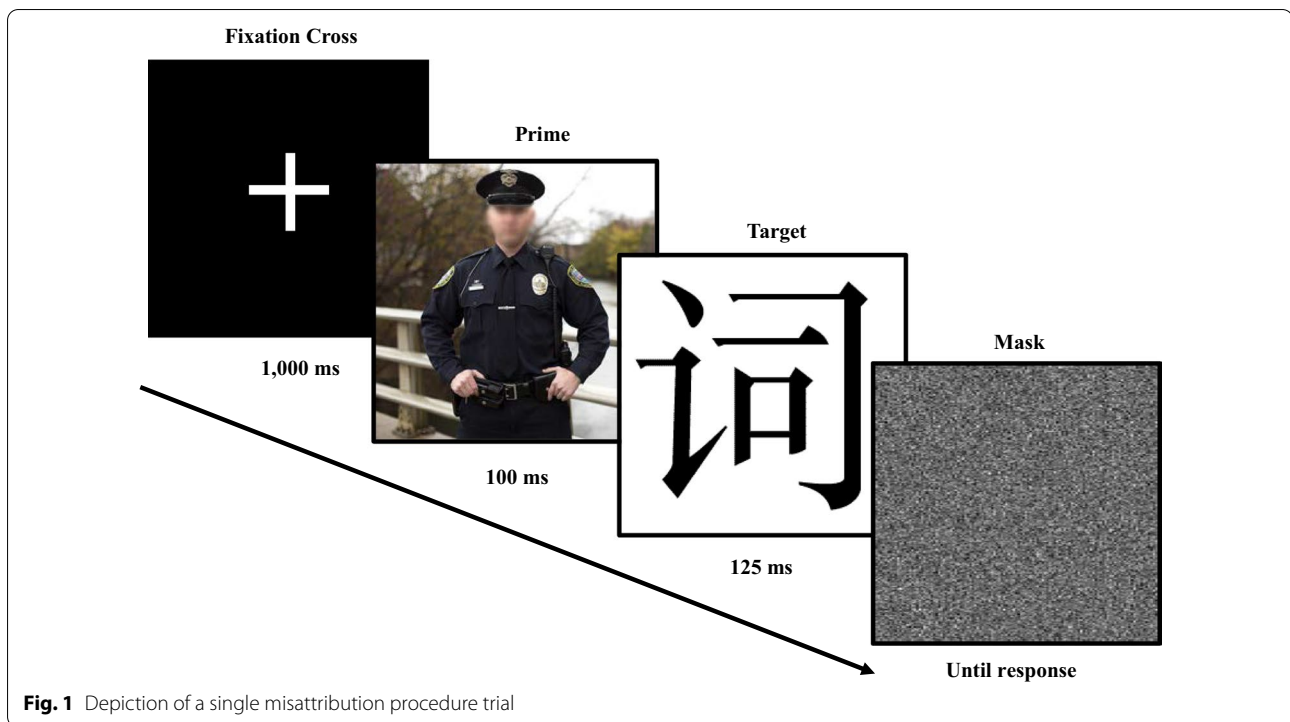 Fixation Cross
Prime
Target
Mask
词
1,000 ms
100 ms
125 ms
Until response
Fig. 1 Depiction of a single misattribution procedure trial